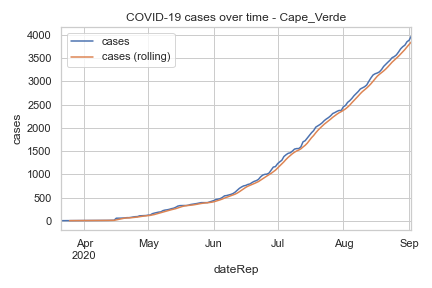 COVID-19 cases over time - Cape_Verde
cases
cases (rolling)
4000
3500
3000
2500
2000
1500
1000
500
0
cases
Apr
2020
May
Jun
Jul
Aug
Sep
dateRep